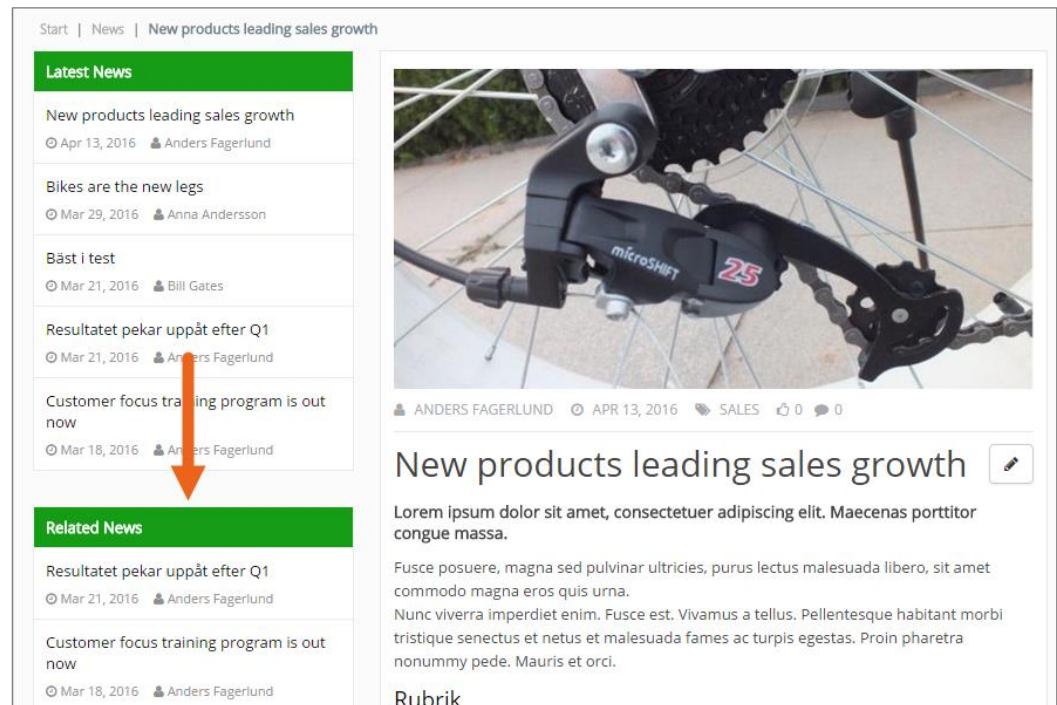 Start | News | New products leading sales growth
Latest News
New products leading sales growth
Apr 13, 2016 Anders Fagerlund
Bikes are the new legs
Mar 29, 2016 Anna Andersson
Bäst i test
Mar 21, 2016 Bill Gates
Resultatet pekar uppåt efter Q1
Mar 21, 2016 Anders Fagerlund
Customer focus training program is out
now
Mar 18, 2016 Anders Fagerlund
Related News
Resultatet pekar uppåt efter Q1
Mar 21, 2016 Anders Fagerlund
Customer focus training program is out
now
Mar 18, 2016 Anders Fagerlund
microSHIFT
25
ANDERS FAGERLUND APR 13, 2016 SALES 0 0
New products leading sales growth
Lorem ipsum dolor sit amet, consectetuer adipiscing elit. Maecenas porttitor
congue massa.
Fusce posuere, magna sed pulvinar ultricies, purus lectus malesuada libero, sit amet
commodo magna eros quis urna.
Nunc viverra imperdiet enim. Fusce est. Vivamus a tellus. Pellentesque habitant morbi
tristique senectus et netus et malesuada fames ac turpis egestas. Proin pharetra
nonummy pede. Mauris et orci.
Rubrik